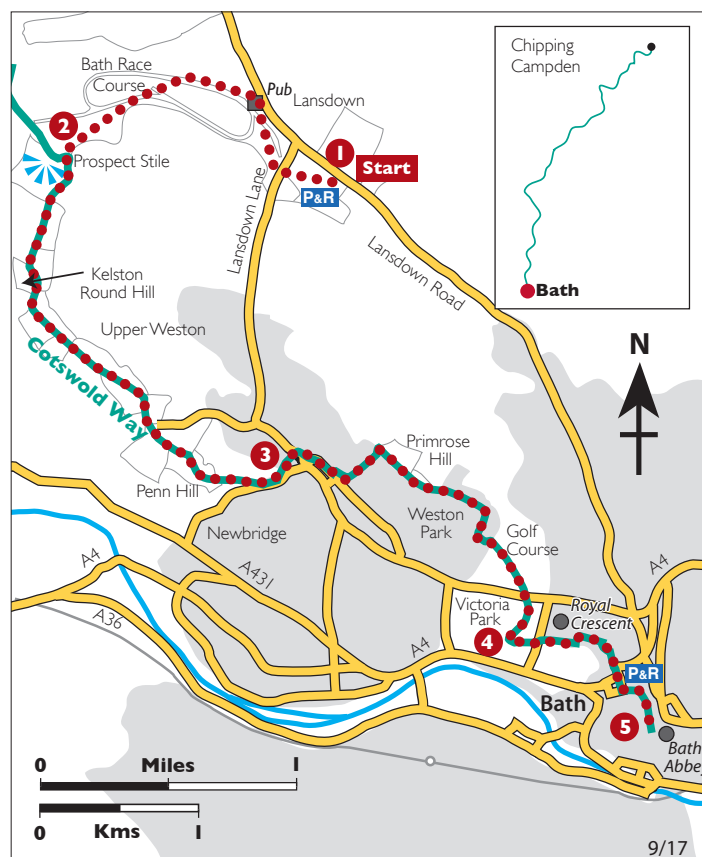 Chipping
Campden
Bath
Bath Race
Course
Pub
Lansdown
2
1
Start
Prospect Stile
P&R
Lansdown Lane
Lansdown Road
Kelston
Round Hill
Upper Weston
Cotswold Way
N
3
Primrose
Hill
Penn Hill
Weston
Park
Golf
Course
Newbridge
A4
A431
A36
A4
A4
Victoria
Park
Royal
Crescent
4
P&R
Bath
5
Bath
Abbey
0 Miles 1
0 Kms 1
9/17